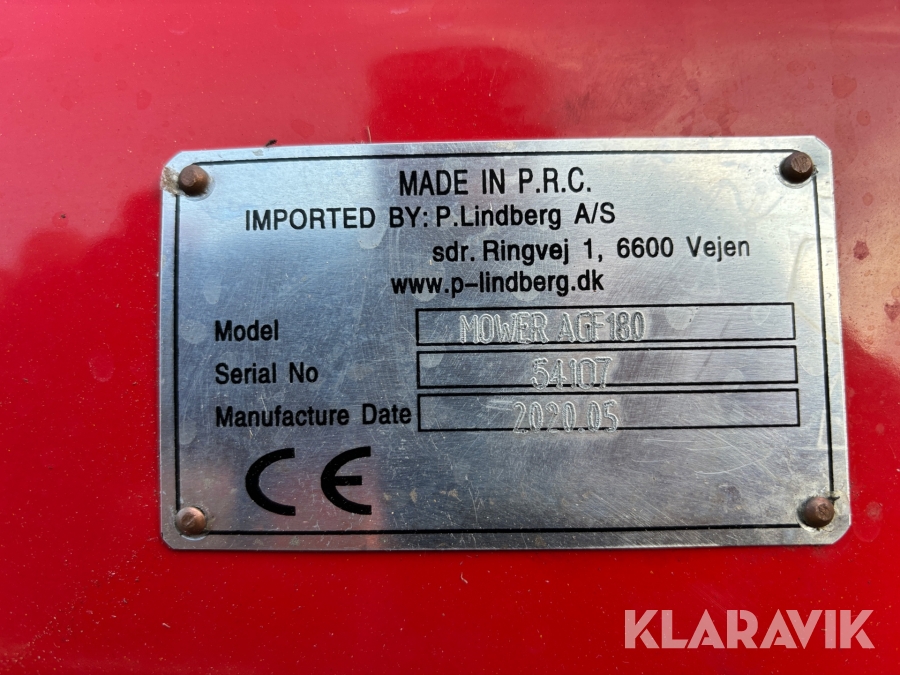 MADE IN P.R.C.
IMPORTED BY: P.Lindberg A/S
sdr. Ringvej 1, 6600 Vejen
www.p-lindberg.dk
Model MOWER AGF180
Serial No 54107
Manufacture Date 2020.05
CE
KLARAVIK